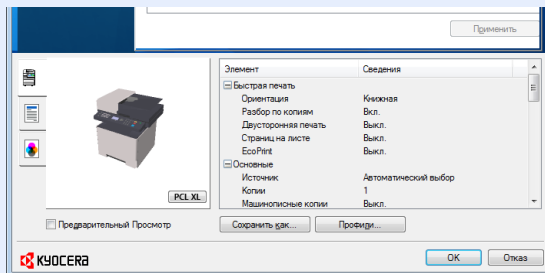 Применить
Элемент Сведения
Быстрая печать
Ориентация Книжная
Разбор по копиям Вкл.
Двусторонняя печать Выкл.
Страниц на листе Выкл.
EcoPrint Выкл.
Основные
Источник Автоматический выбор
Копии 1
Машинописные копии Выкл.
PCL XL
Предварительный Просмотр Сохранить как... Профили...
KYOCERA OK Отказ